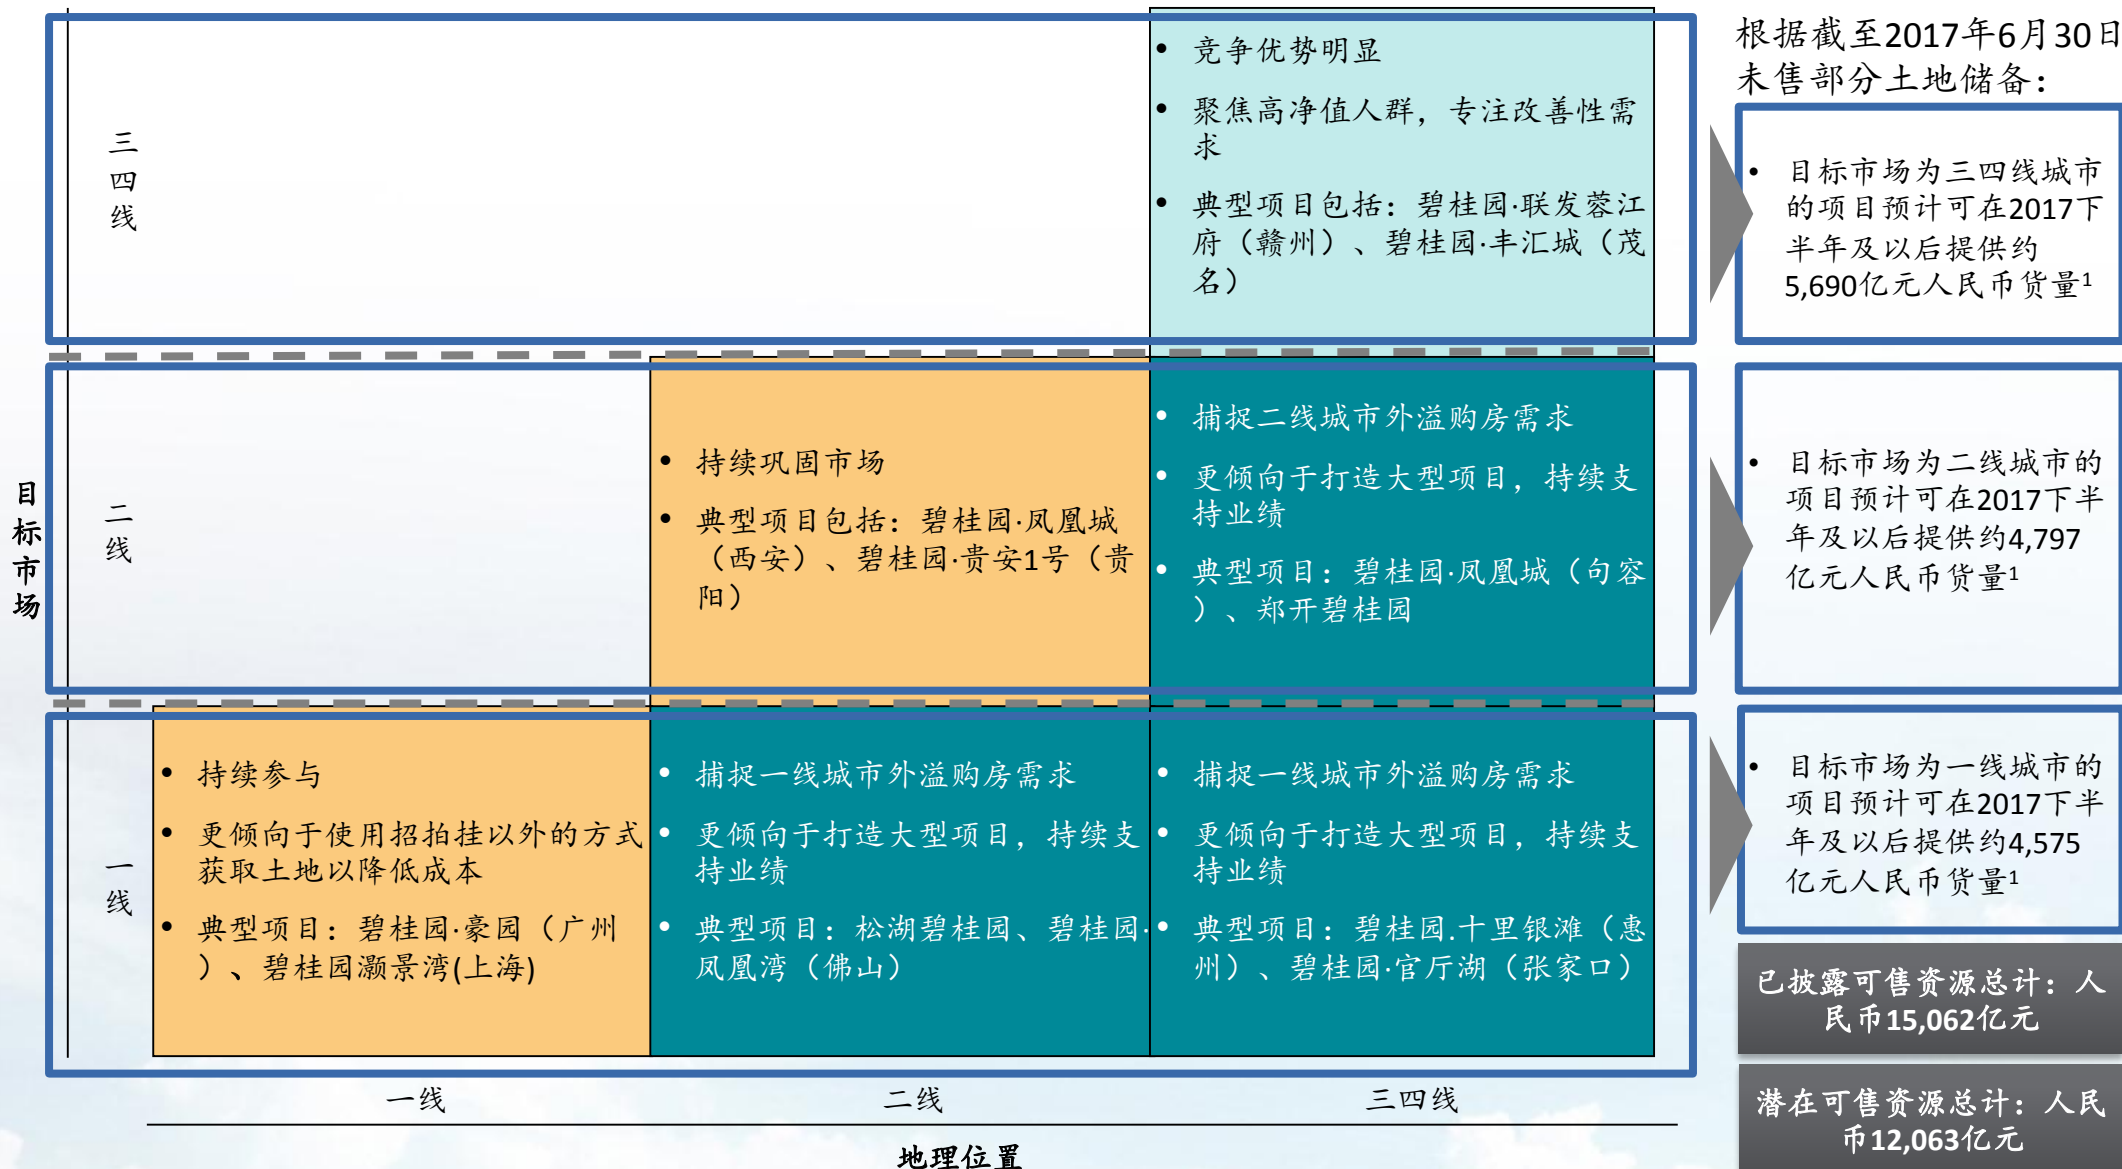 根据截至2017年6月30日
未售部分土地储备：
三
四
线
• 竞争优势明显
• 聚焦高净值人群，专注改善性需
求
• 典型项目包括：碧桂园·联发蓉江
府（赣州）、碧桂园·丰汇城（茂
名）
• 目标市场为三四线城市
的项目预计可在2017下
半年及以后提供约
5,690亿元人民币货量¹
目
标
市
场
二
线
• 持续巩固市场
• 典型项目包括：碧桂园·凤凰城
（西安）、碧桂园·贵安1号（贵
阳）
• 捕捉二线城市外溢购房需求
• 更倾向于打造大型项目，持续支
持业绩
• 典型项目：碧桂园·凤凰城（句容
）、郑开碧桂园
• 目标市场为二线城市的
项目预计可在2017下半
年及以后提供约4,797
亿元人民币货量¹
一
线
• 持续参与
• 更倾向于使用招拍挂以外的方式
获取土地以降低成本
• 典型项目：碧桂园·豪园（广州
）、碧桂园灏景湾(上海)
• 捕捉一线城市外溢购房需求
• 更倾向于打造大型项目，持续支
持业绩
• 典型项目：松湖碧桂园、碧桂园·
凤凰湾（佛山）
• 捕捉一线城市外溢购房需求
• 更倾向于打造大型项目，持续支
持业绩
• 典型项目：碧桂园.十里银滩（惠
州）、碧桂园·官厅湖（张家口）
• 目标市场为一线城市的
项目预计可在2017下半
年及以后提供约4,575
亿元人民币货量¹
已披露可售资源总计：人
民币15,062亿元
潜在可售资源总计：人民
币12,063亿元
一线
二线
三四线
地理位置